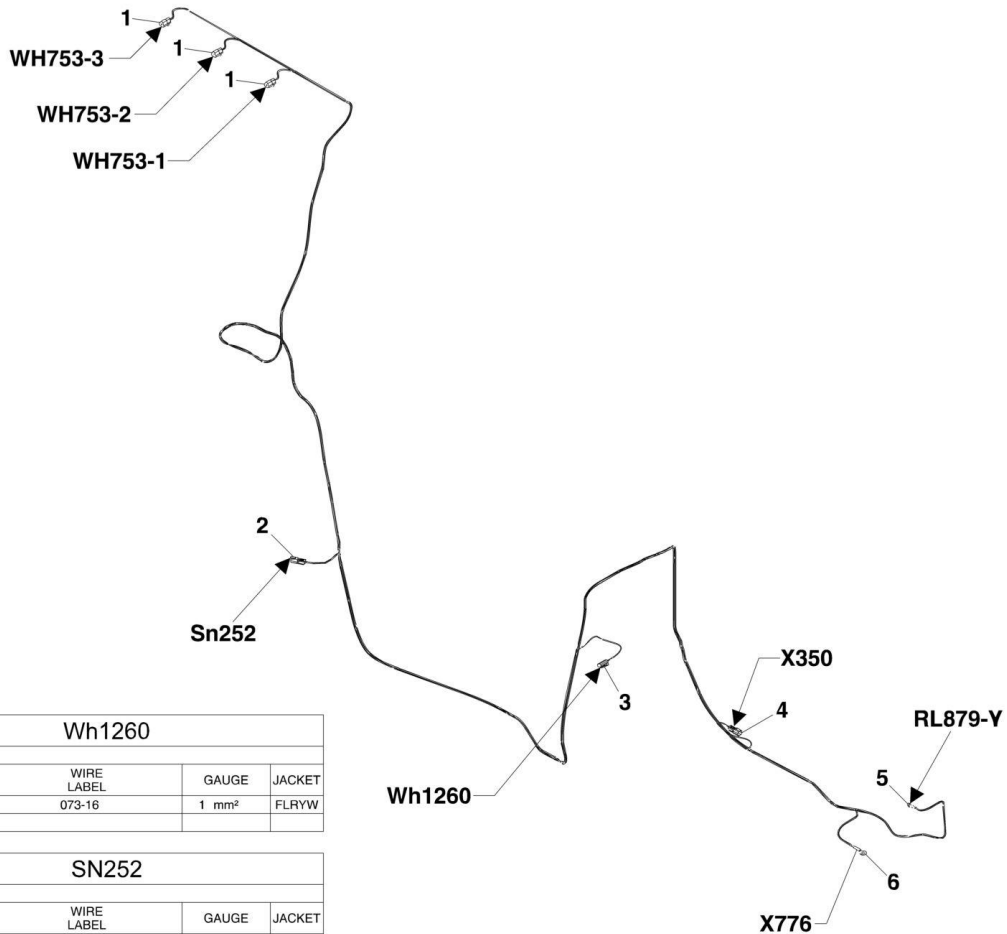 1
WH753-3
1
WH753-2
1
WH753-1
2
Sn252
X350
3
4
RL879-Y
5
Wh1260
6
X776
Wh1260
WIRE LABEL GAUGE JACKET
073-16 1 mm² FLRYW
SN252
WIRE LABEL GAUGE JACKET